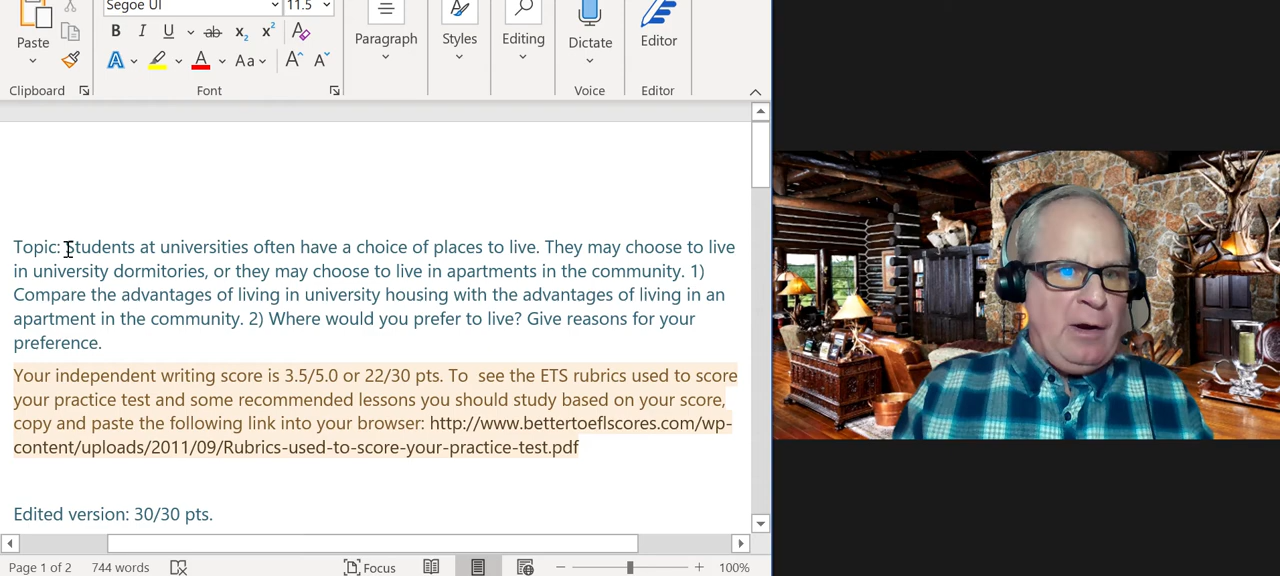 Segoe UI
11.5
Paste
B I U ab x₂ x²
A A Aa A A
Paragraph
Styles
Editing
Dictate
Editor
Clipboard
Font
Voice
Editor
Topic: Students at universities often have a choice of places to live. They may choose to live
in university dormitories, or they may choose to live in apartments in the community. 1)
Compare the advantages of living in university housing with the advantages of living in an
apartment in the community. 2) Where would you prefer to live? Give reasons for your
preference.
Your independent writing score is 3.5/5.0 or 22/30 pts. To  see the ETS rubrics used to score
your practice test and some recommended lessons you should study based on your score,
copy and paste the following link into your browser: http://www.bettertoeflscores.com/wp-
content/uploads/2011/09/Rubrics-used-to-score-your-practice-test.pdf
Edited version: 30/30 pts.
Page 1 of 2
744 words
Focus
100%